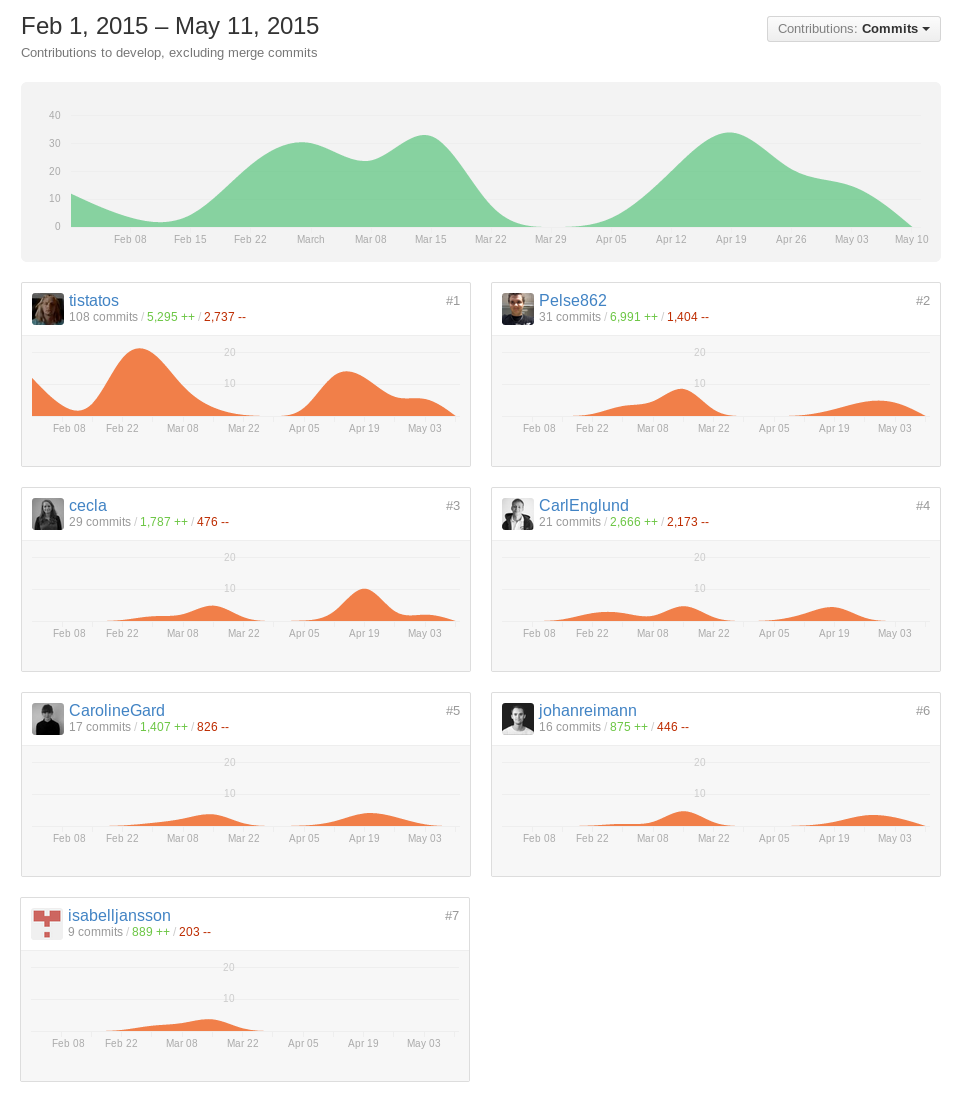 Feb 1, 2015 – May 11, 2015
Contributions: Commits
Contributions to develop, excluding merge commits
40
30
20
10
0
Feb 08 Feb 15 Feb 22 March Mar 08 Mar 15 Mar 22 Mar 29 Apr 05 Apr 12 Apr 19 Apr 26 May 03 May 10
tistatos #1
108 commits / 5,295 ++ / 2,737 --
20
10
Feb 08 Feb 22 Mar 08 Mar 22 Apr 05 Apr 19 May 03
Pelse862 #2
31 commits / 6,991 ++ / 1,404 --
20
10
Feb 08 Feb 22 Mar 08 Mar 22 Apr 05 Apr 19 May 03
cecla #3
29 commits / 1,787 ++ / 476 --
20
10
Feb 08 Feb 22 Mar 08 Mar 22 Apr 05 Apr 19 May 03
CarlEnglund #4
21 commits / 2,666 ++ / 2,173 --
20
10
Feb 08 Feb 22 Mar 08 Mar 22 Apr 05 Apr 19 May 03
CarolineGard #5
17 commits / 1,407 ++ / 826 --
20
10
Feb 08 Feb 22 Mar 08 Mar 22 Apr 05 Apr 19 May 03
johanreimann #6
16 commits / 875 ++ / 446 --
20
10
Feb 08 Feb 22 Mar 08 Mar 22 Apr 05 Apr 19 May 03
isabelljansson #7
9 commits / 889 ++ / 203 --
20
10
Feb 08 Feb 22 Mar 08 Mar 22 Apr 05 Apr 19 May 03